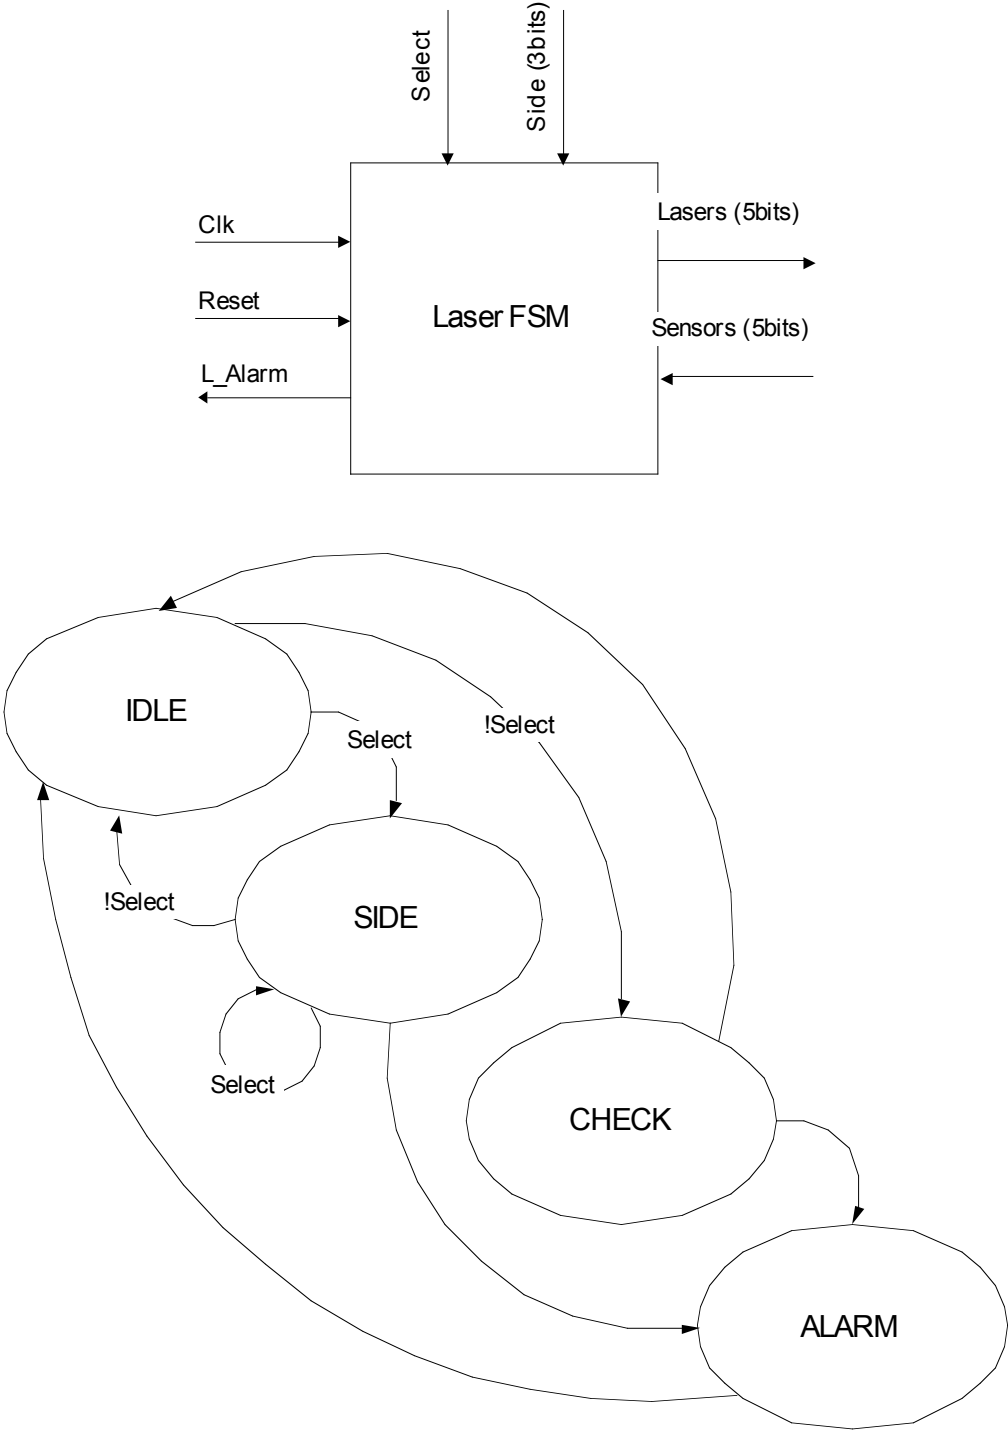 Select
Side (3bits)
Clk
Lasers (5bits)
Reset
Laser FSM
Sensors (5bits)
L_Alarm
IDLE
Select
!Select
!Select
SIDE
Select
CHECK
ALARM